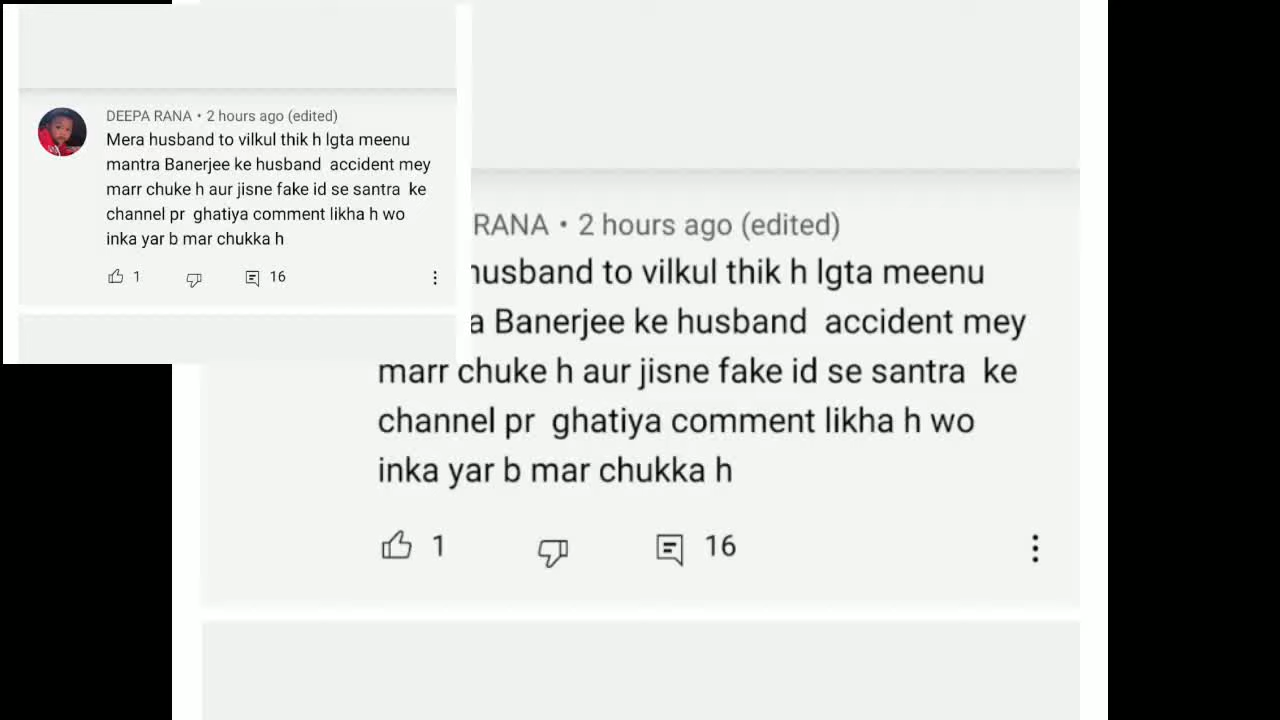 DEEPA RANA • 2 hours ago (edited)
Mera husband to vilkul thik h lgta meenu
mantra Banerjee ke husband accident mey
marr chuke h aur jisne fake id se santra ke
channel pr ghatiya comment likha h wo
inka yar b mar chukka h
1 16
RANA • 2 hours ago (edited)
husband to vilkul thik h lgta meenu
a Banerjee ke husband accident mey
marr chuke h aur jisne fake id se santra ke
channel pr ghatiya comment likha h wo
inka yar b mar chukka h
1 16